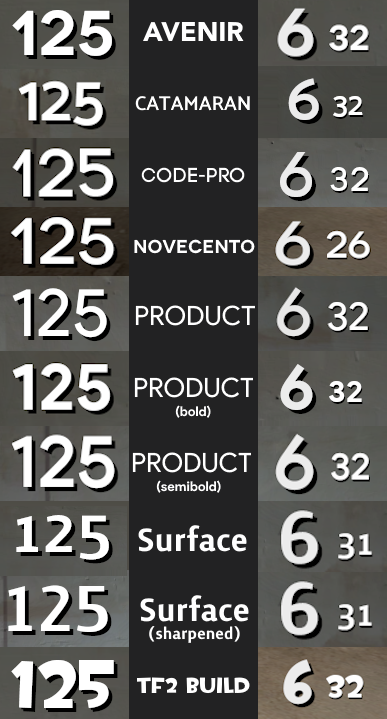 125 AVENIR 6 32
125 CATAMARAN 6 32
125 CODE-PRO 6 32
125 NOVECENTO 6 26
125 PRODUCT 6 32
125 PRODUCT 6 32
(bold)
125 PRODUCT 6 32
(semibold)
125 Surface 6 31
125 Surface 6 31
(sharpened)
125 TF2 BUILD 6 32